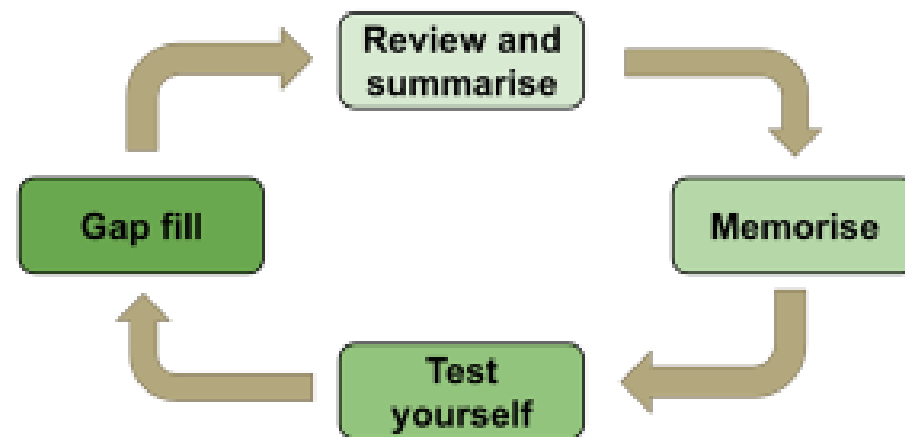 Review and
summarise
Gap fill
Memorise
Test
yourself